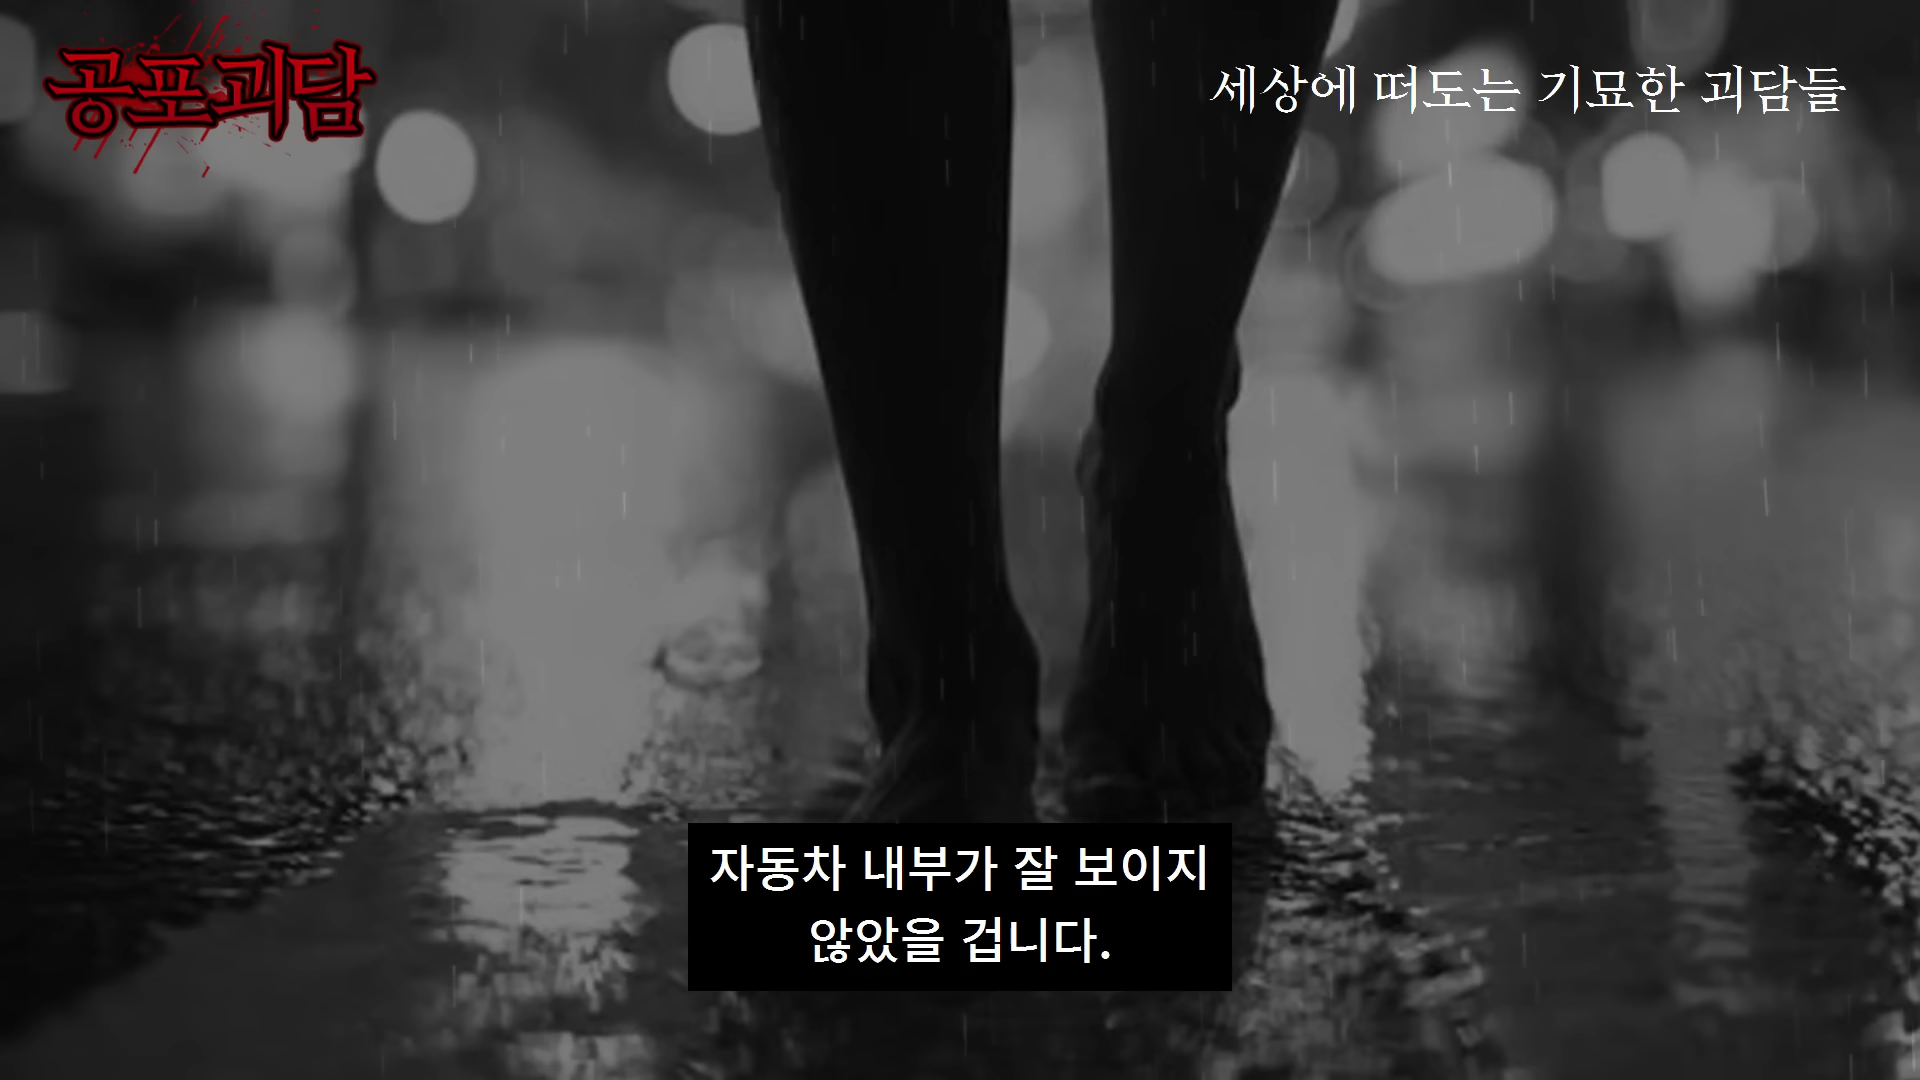 공포괴담
세상에 떠도는 기묘한 괴담들
자동차 내부가 잘 보이지
않았을 겁니다.